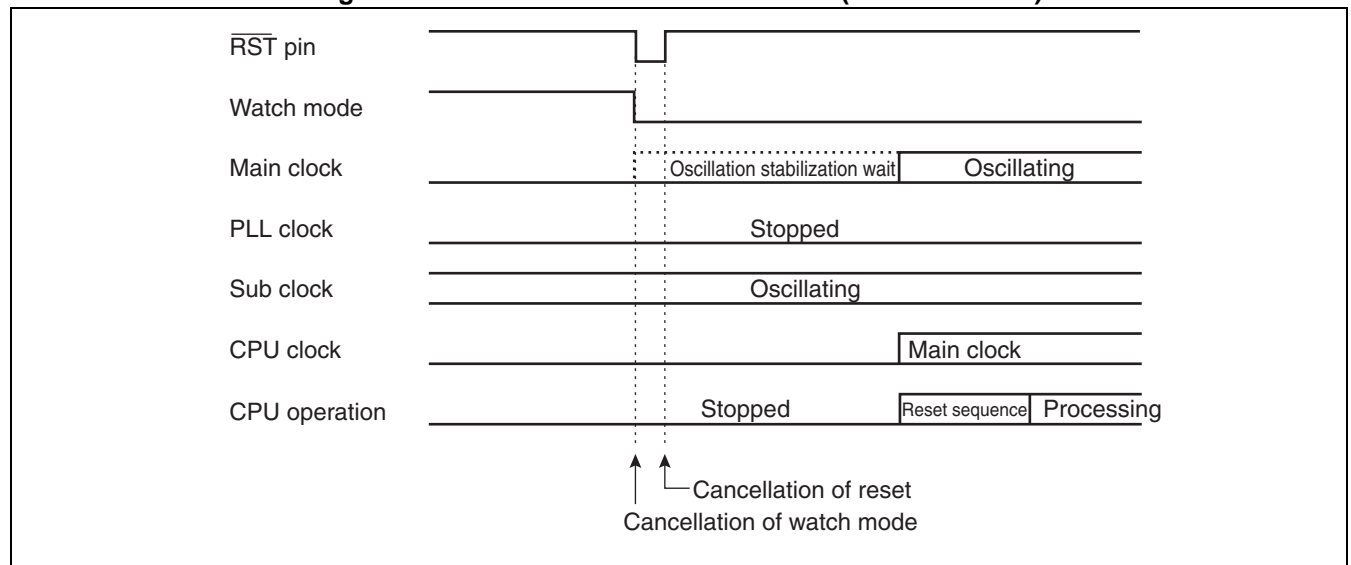 RST pin
Watch mode
Main clock
Oscillation stabilization wait
Oscillating
PLL clock
Stopped
Sub clock
Oscillating
CPU clock
Main clock
CPU operation
Stopped
Reset sequence
Processing
Cancellation of reset
Cancellation of watch mode